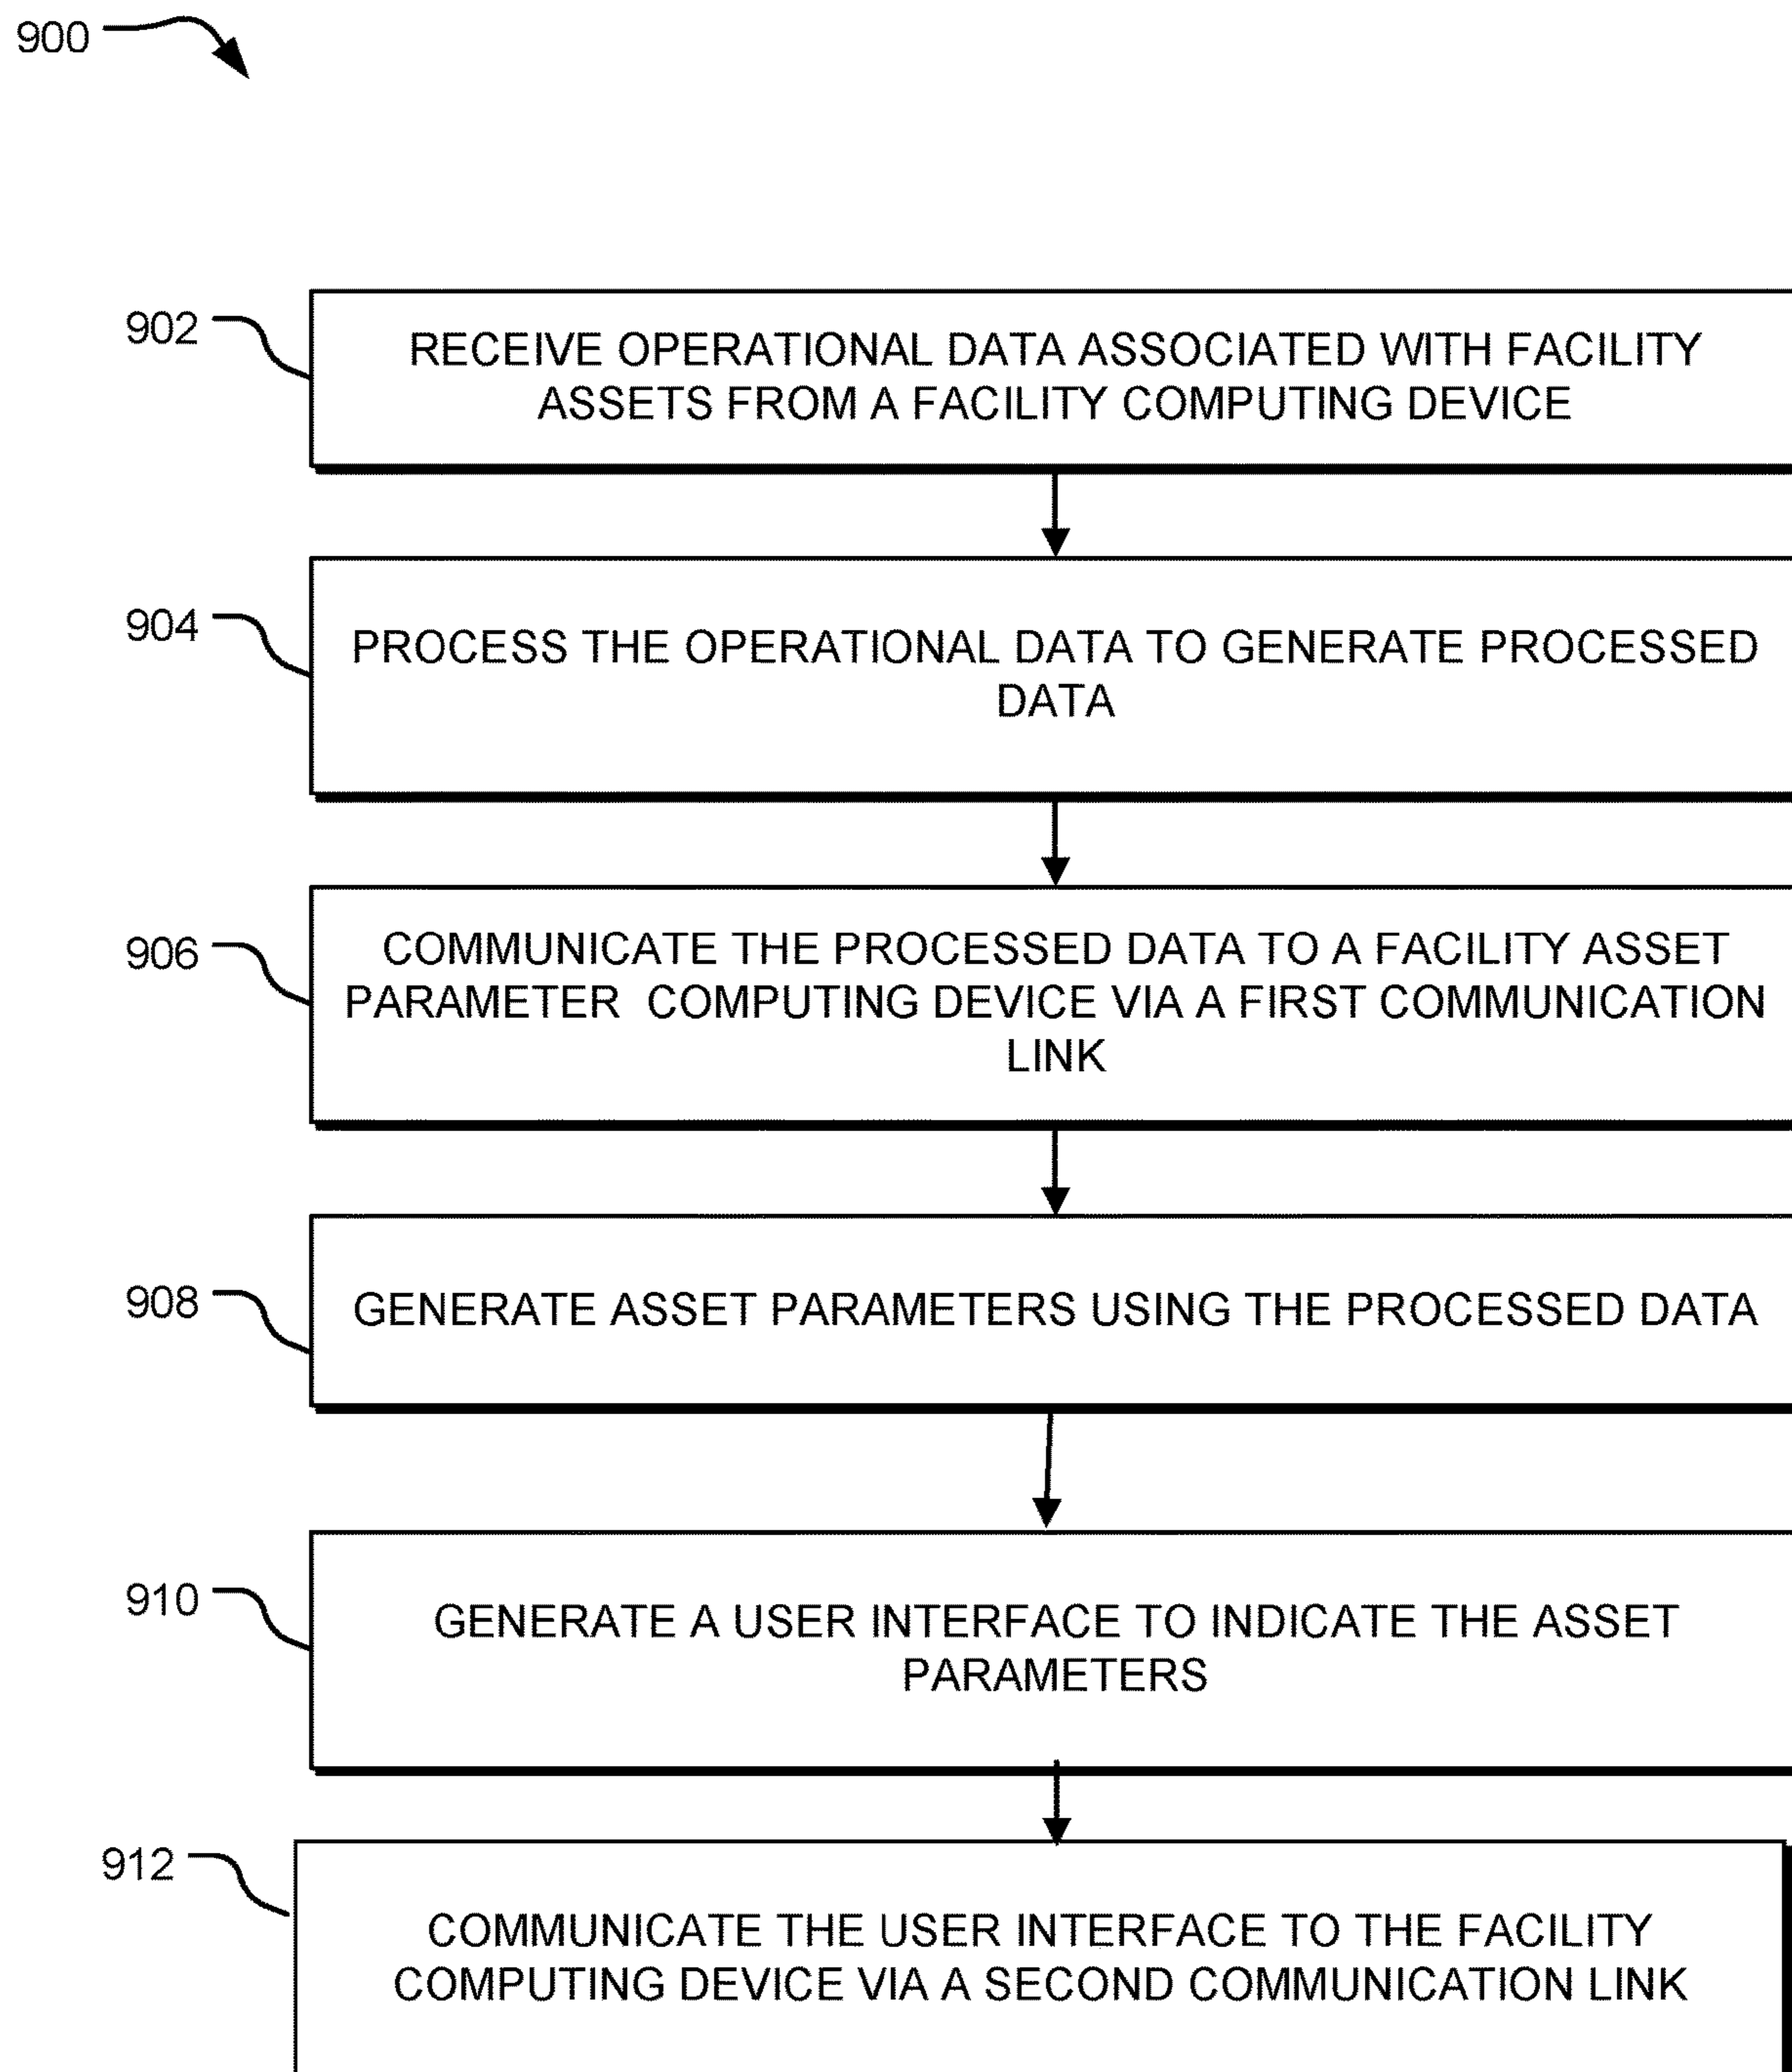 900
902
RECEIVE OPERATIONAL DATA ASSOCIATED WITH FACILITY
ASSETS FROM A FACILITY COMPUTING DEVICE
904
PROCESS THE OPERATIONAL DATA TO GENERATE PROCESSED
DATA
906
COMMUNICATE THE PROCESSED DATA TO A FACILITY ASSET
PARAMETER  COMPUTING DEVICE VIA A FIRST COMMUNICATION
LINK
908
GENERATE ASSET PARAMETERS USING THE PROCESSED DATA
910
GENERATE A USER INTERFACE TO INDICATE THE ASSET
PARAMETERS
912
COMMUNICATE THE USER INTERFACE TO THE FACILITY
COMPUTING DEVICE VIA A SECOND COMMUNICATION LINK